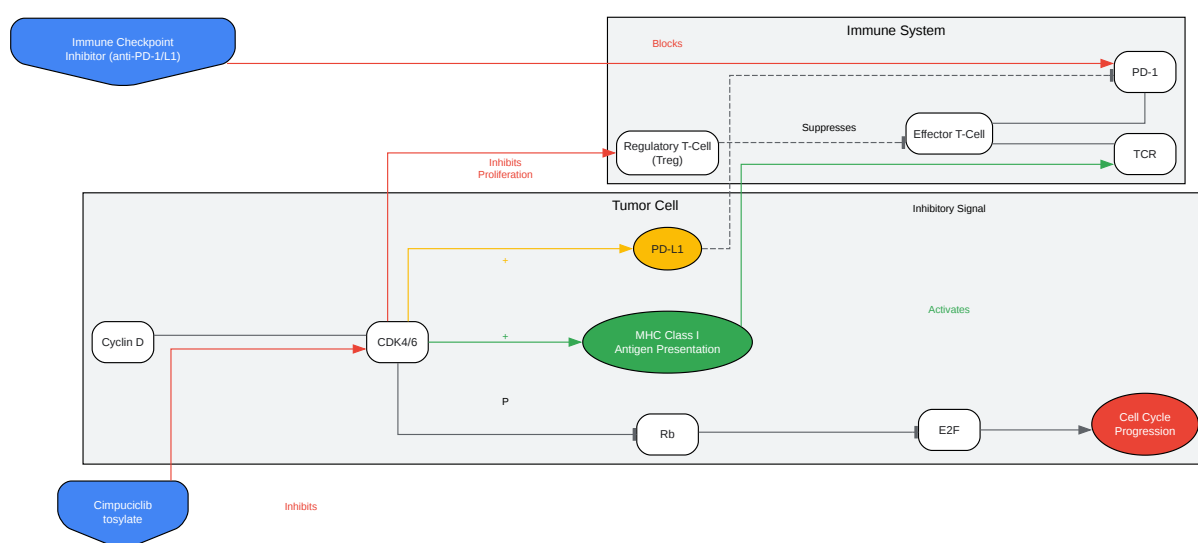 Immune System
Immune Checkpoint
Inhibitor (anti-PD-1/L1)
Blocks
PD-1
Suppresses
Effector T-Cell
Regulatory T-Cell
(Treg)
TCR
Inhibits
Proliferation
Tumor Cell
Inhibitory Signal
PD-L1
+
Activates
Cyclin D
CDK4/6
+
MHC Class I
Antigen Presentation
P
Rb
E2F
Cell Cycle
Progression
Cimpuciclib
tosylate
Inhibits